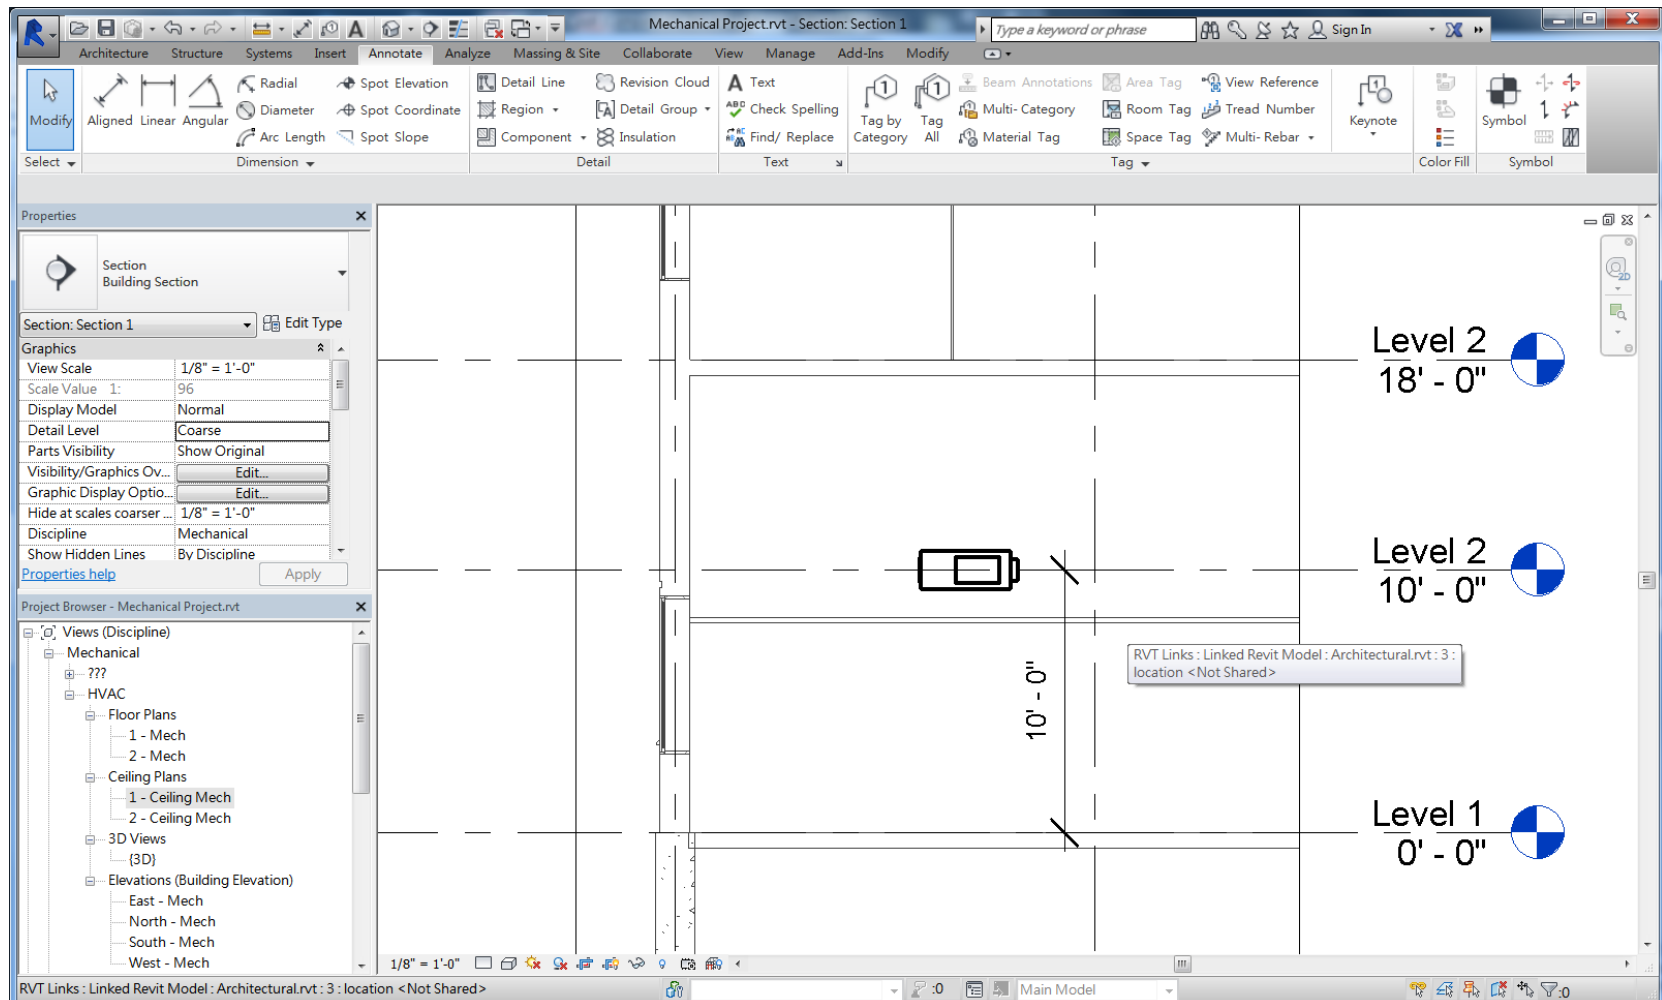 Mechanical Project.rvt - Section: Section 1
Type a keyword or phrase
Sign In
Architecture Structure Systems Insert Annotate Analyze Massing & Site Collaborate View Manage Add-Ins Modify
Modify
Aligned Linear Angular
Radial
Diameter
Arc Length
Spot Elevation
Spot Coordinate
Spot Slope
Detail Line
Region
Component
Revision Cloud
Detail Group
Insulation
A Text
ABC Check Spelling
Find/ Replace
Tag by Category
Tag All
Beam Annotations
Multi- Category
Material Tag
Area Tag
Room Tag
Space Tag
View Reference
Tread Number
Multi- Rebar
Keynote
Symbol
Select Dimension Detail Text Tag Color Fill Symbol
Properties
Section
Building Section
Section: Section 1 Edit Type
Graphics
View Scale 1/8" = 1'-0"
Scale Value 1: 96
Display Model Normal
Detail Level Coarse
Parts Visibility Show Original
Visibility/Graphics Ov... Edit...
Graphic Display Optio... Edit...
Hide at scales coarser ... 1/8" = 1'-0"
Discipline Mechanical
Show Hidden Lines By Discipline
Properties help Apply
Project Browser - Mechanical Project.rvt
Views (Discipline)
Mechanical
???
HVAC
Floor Plans
1 - Mech
2 - Mech
Ceiling Plans
1 - Ceiling Mech
2 - Ceiling Mech
3D Views
{3D}
Elevations (Building Elevation)
East - Mech
North - Mech
South - Mech
West - Mech
2D
Level 2
18' - 0"
Level 2
10' - 0"
RVT Links : Linked Revit Model : Architectural.rvt : 3 :
location <Not Shared>
10' - 0"
Level 1
0' - 0"
1/8" = 1'-0"
RVT Links : Linked Revit Model : Architectural.rvt : 3 : location <Not Shared>
:0
Main Model
:0